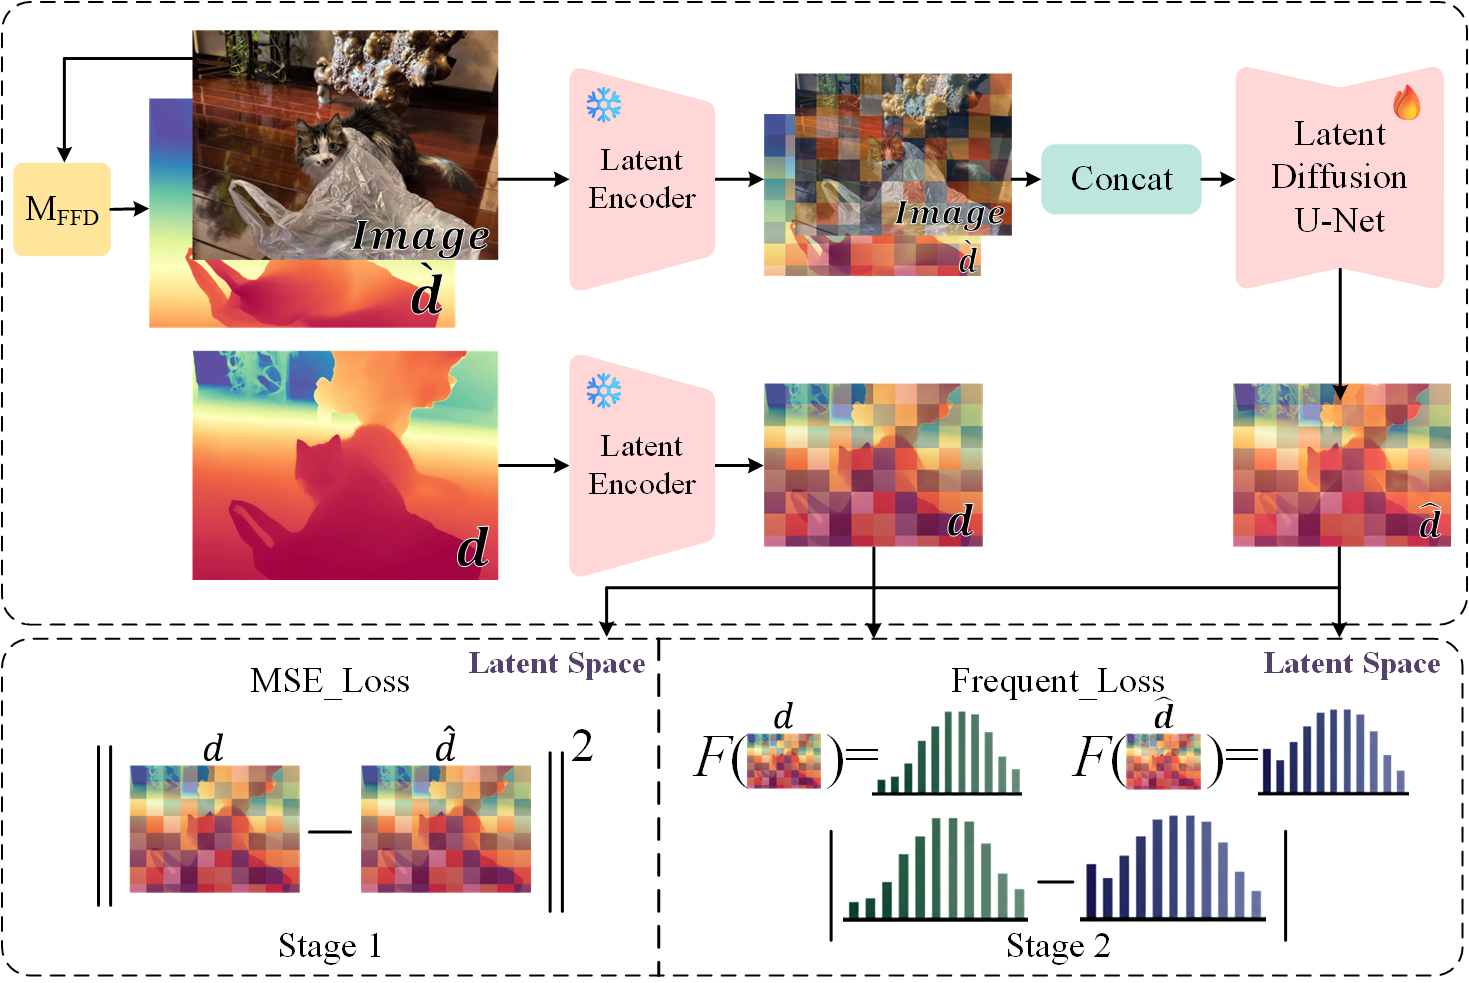 M_FFD
Image
d̀
Latent
Encoder
Image
d̀
Concat
Latent
Diffusion
U-Net
d
Latent
Encoder
d
d̂
Latent Space
MSE_Loss
d
d̂
2
Stage 1
Latent Space
Frequent_Loss
d
F( )=
d̂
F( )=
Stage 2